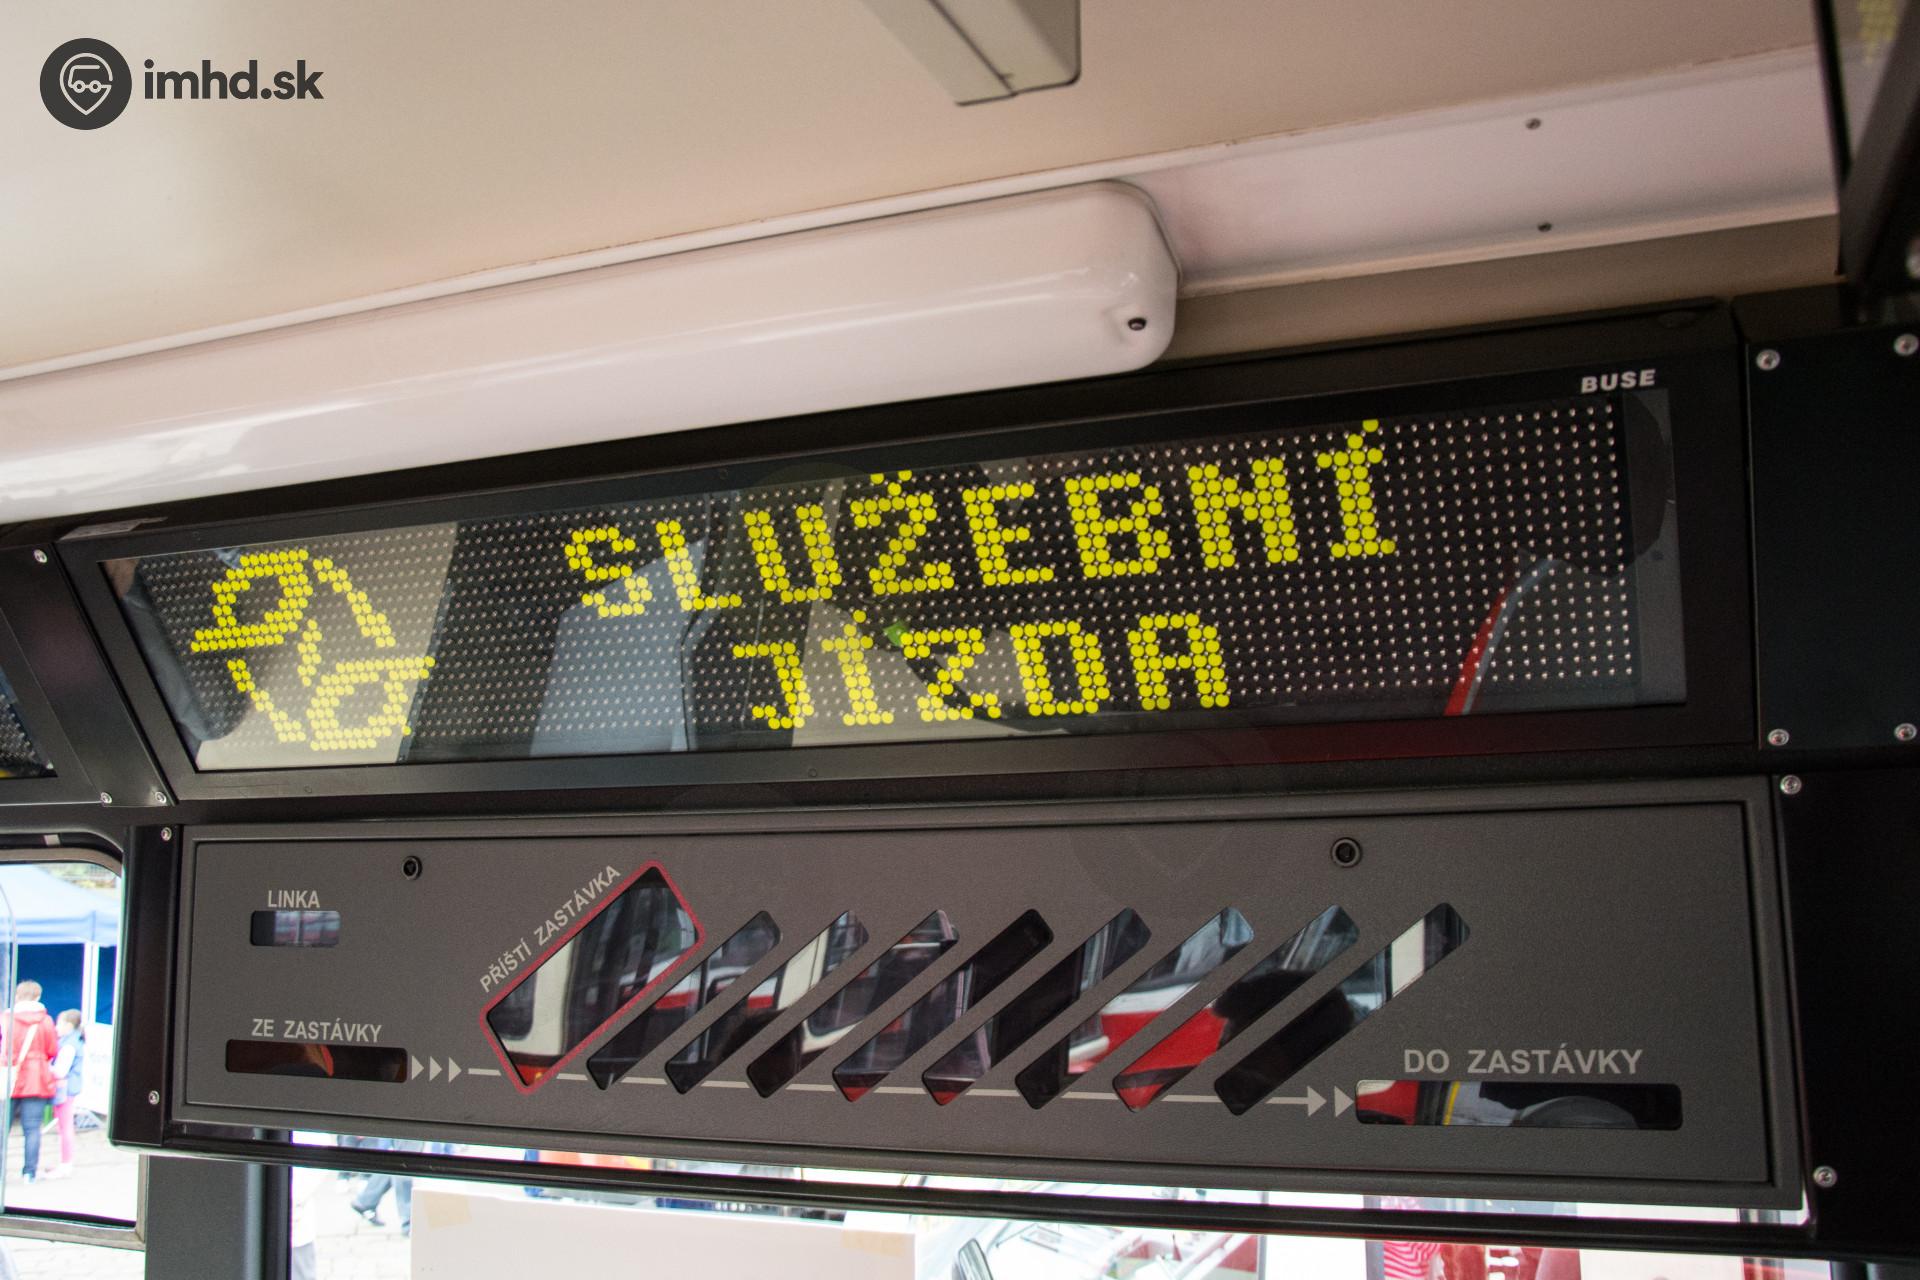 imhd.sk
BUSE
SLUŽEBNÍ
JÍZDA
LINKA
PŘÍŠTÍ ZASTÁVKA
ZE ZASTÁVKY
DO ZASTÁVKY